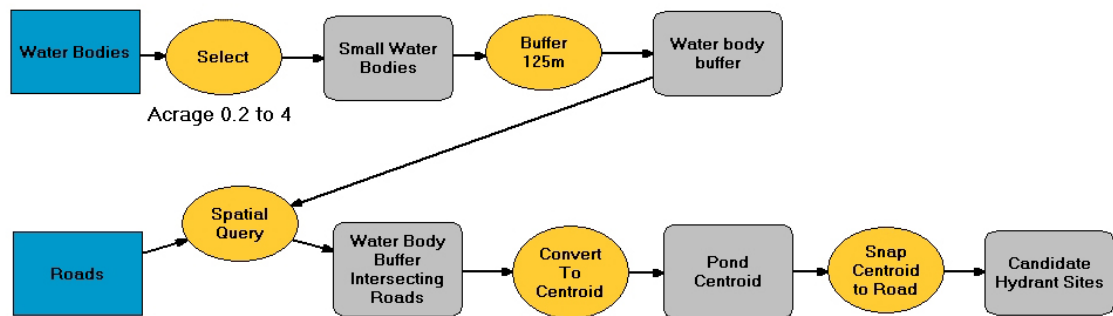 Water Bodies
Select
Small Water
Bodies
Buffer
125m
Water body
buffer
Acrage 0.2 to 4
Spatial
Query
Roads
Water Body
Buffer
Intersecting
Roads
Convert
To
Centroid
Pond
Centroid
Snap
Centroid
to Road
Candidate
Hydrant Sites